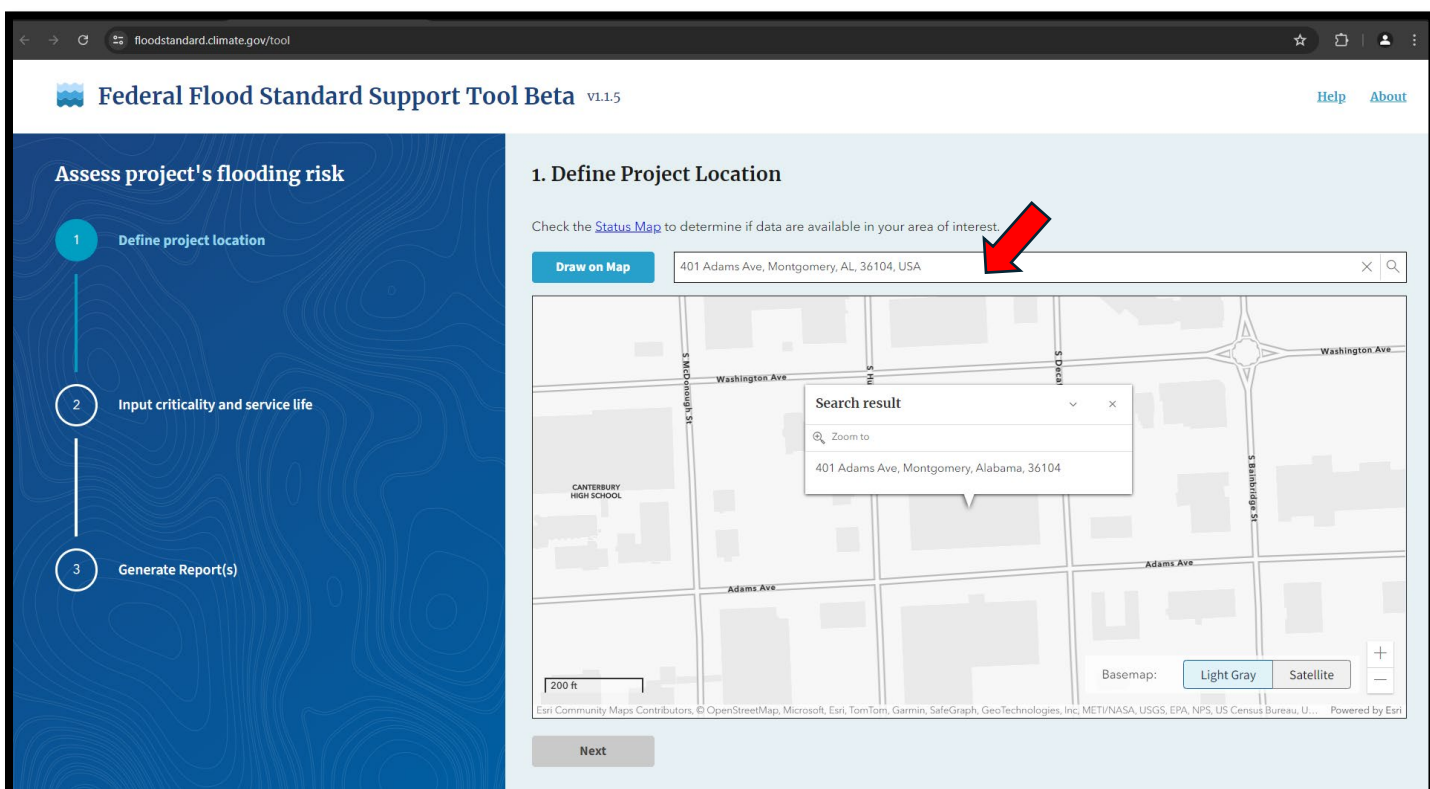 floodstandard.climate.gov/tool
Federal Flood Standard Support Tool Beta v1.1.5
Help About
Assess project's flooding risk
1 Define project location
2 Input criticality and service life
3 Generate Report(s)
1. Define Project Location
Check the Status Map to determine if data are available in your area of interest.
Draw on Map
401 Adams Ave, Montgomery, AL, 36104, USA
Washington Ave
S McDonough St
Washington Ave
S Hu
S Decat
Search result
Zoom to
401 Adams Ave, Montgomery, Alabama, 36104
CANTERBURY
HIGH SCHOOL
S Bainbridge St
Adams Ave
Adams Ave
200 ft
Basemap: Light Gray Satellite
Esri Community Maps Contributors, © OpenStreetMap, Microsoft, Esri, TomTom, Garmin, SafeGraph, GeoTechnologies, Inc, METI/NASA, USGS, EPA, NPS, US Census Bureau, U... Powered by Esri
Next